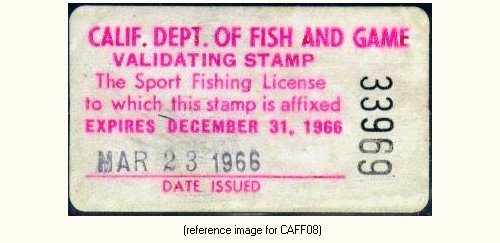 CALIF. DEPT. OF FISH AND GAME
VALIDATING STAMP
The Sport Fishing License
to which this stamp is affixed
EXPIRES DECEMBER 31, 1966
MAR 23 1966
DATE ISSUED
33969
(reference image for CAFF08)